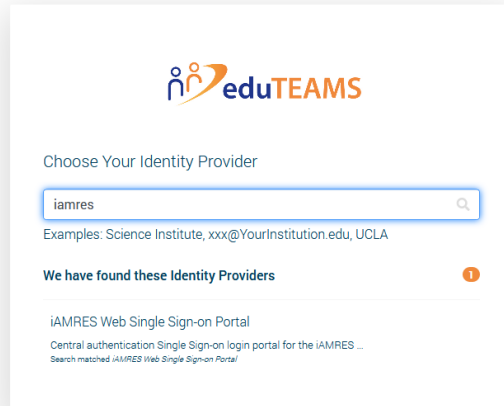 eduTEAMS
Choose Your Identity Provider
iamres
Examples: Science Institute, xxx@YourInstitution.edu, UCLA
We have found these Identity Providers 1
iAMRES Web Single Sign-on Portal
Central authentication Single Sign-on login portal for the iAMRES ...
Search matched iAMRES Web Single Sign-on Portal